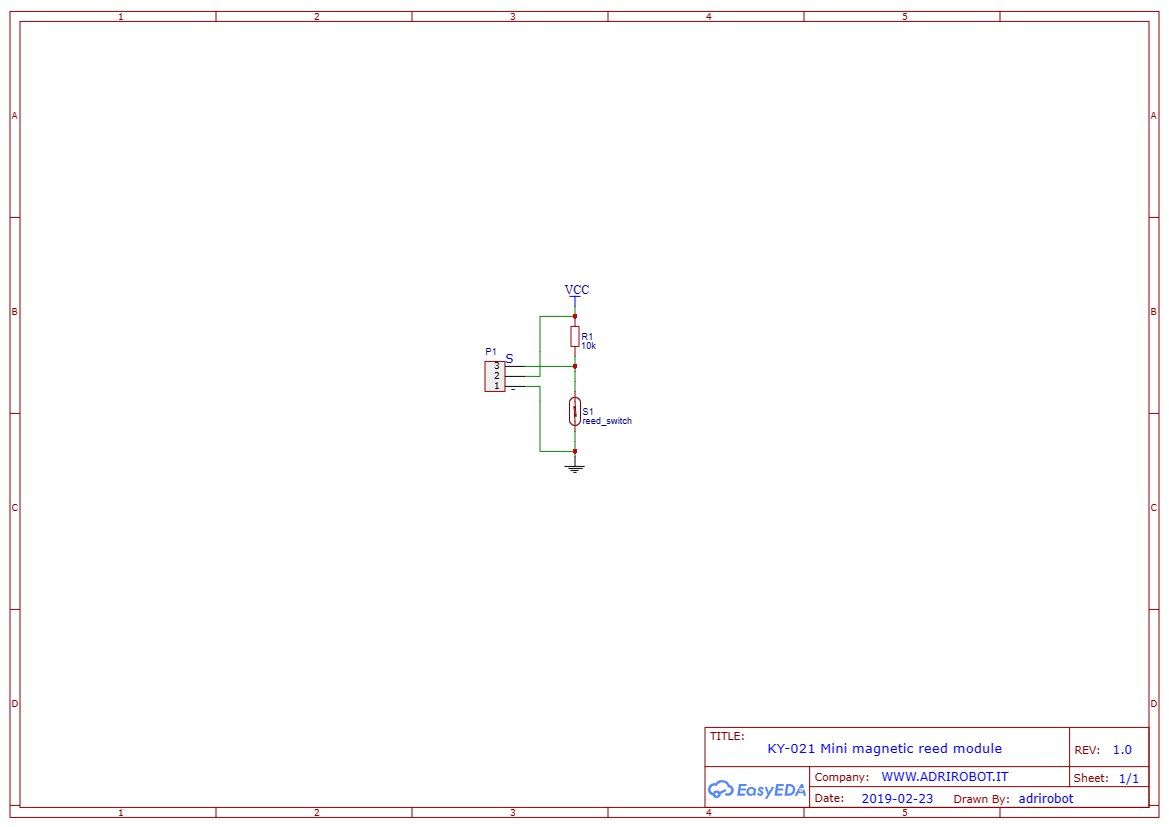 1 2 3 4 5
A A
VCC
B B
R1
10k
P1
S
3
2
1
-
S1
reed_switch
C C
D D
TITLE:
KY-021 Mini magnetic reed module
REV: 1.0
EasyEDA
Company: WWW.ADRIROBOT.IT
Sheet: 1/1
Date: 2019-02-23 Drawn By: adrirobot
1 2 3 4 5